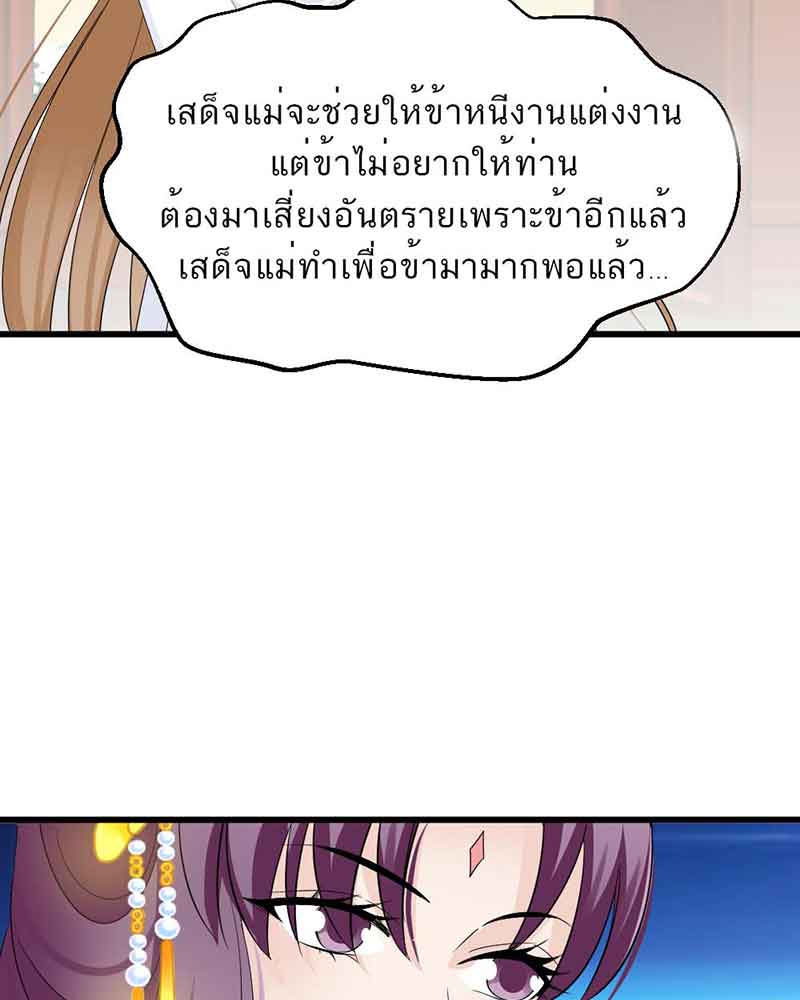 เสด็จแม่จะช่วยให้ข้าหนีงานแต่งงาน
แต่ข้าไม่อยากให้ท่าน
ต้องมาเสี่ยงอันตรายเพราะข้าอีกแล้ว
เสด็จแม่ทำเพื่อข้ามามากพอแล้ว...